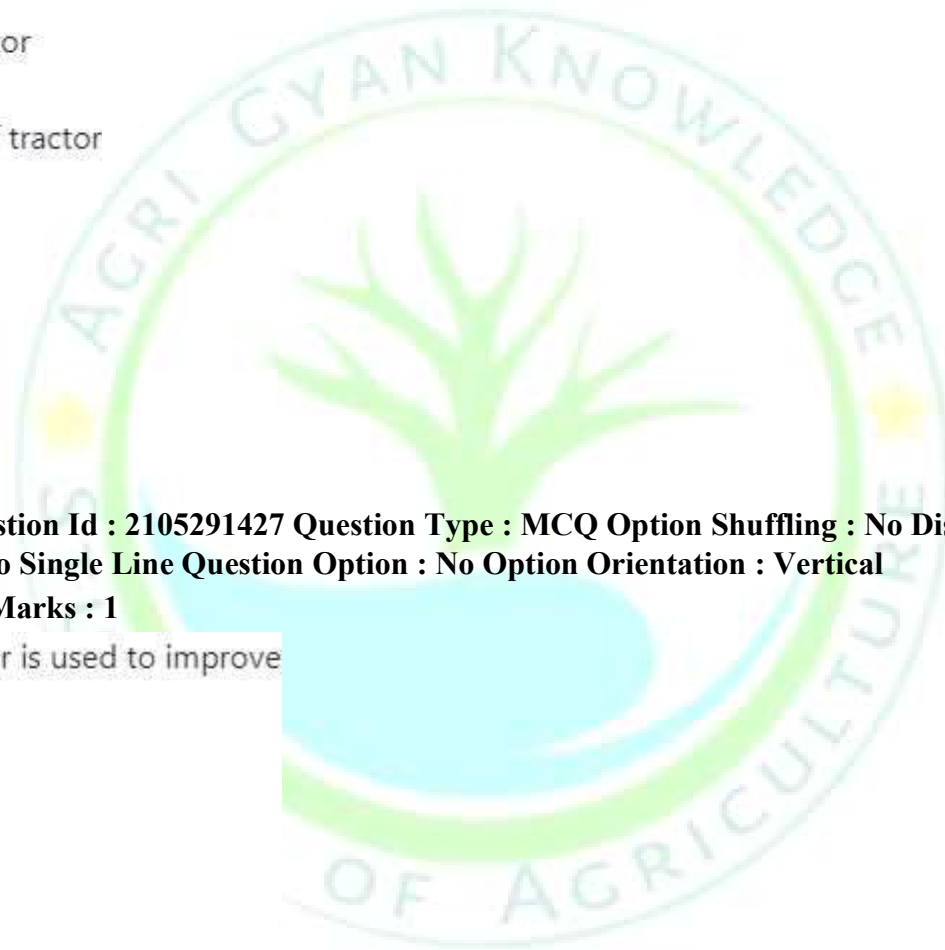 or
tractor
stion Id : 2105291427 Question Type : MCQ Option Shuffling : No Di
o Single Line Question Option : No Option Orientation : Vertical
Marks : 1
r is used to improve
AGRI GYAN KNOWLEDGE
OF AGRICULTURE